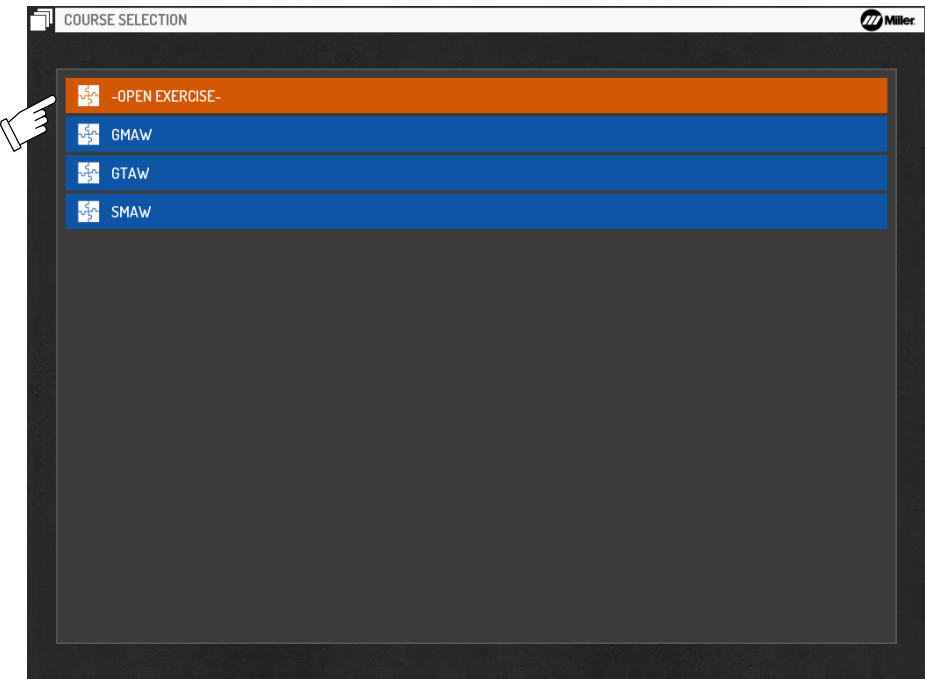 COURSE SELECTION
Miller.
-OPEN EXERCISE-
GMAW
GTAW
SMAW